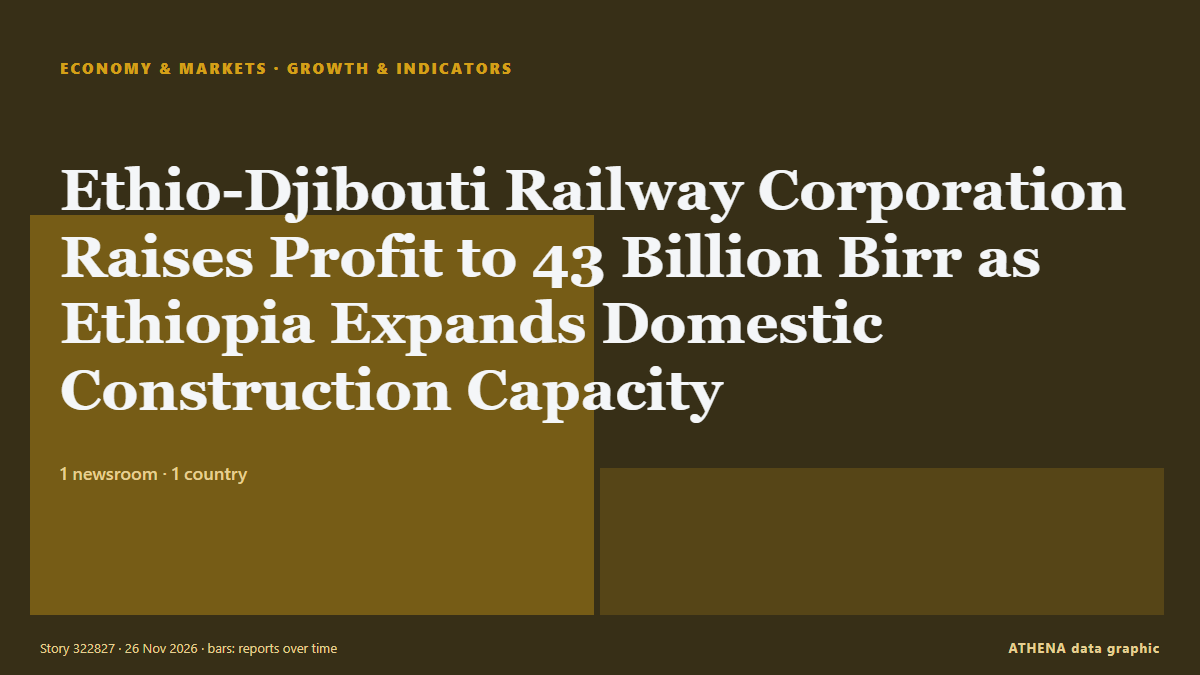 ECONOMY & MARKETS · GROWTH & INDICATORS
Ethio-Djibouti Railway Corporation
Raises Profit to 43 Billion Birr as
Ethiopia Expands Domestic
Construction Capacity
1 newsroom · 1 country
Story 322827 · 26 Nov 2026 · bars: reports over time
ATHENA data graphic